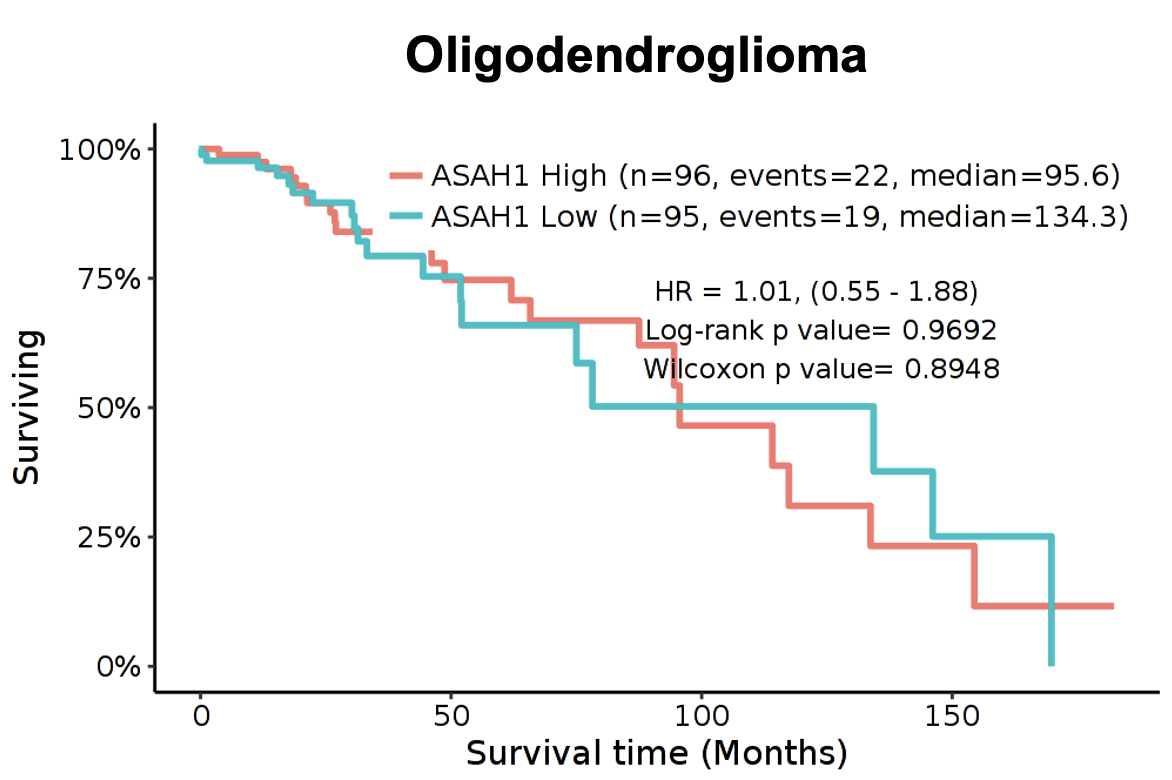 Oligodendroglioma
100%
ASAH1 High (n=96, events=22, median=95.6)
ASAH1 Low (n=95, events=19, median=134.3)
75%
HR = 1.01, (0.55 - 1.88)
Log-rank p value= 0.9692
Wilcoxon p value= 0.8948
Surviving
50%
25%
0%
0 50 100 150
Survival time (Months)